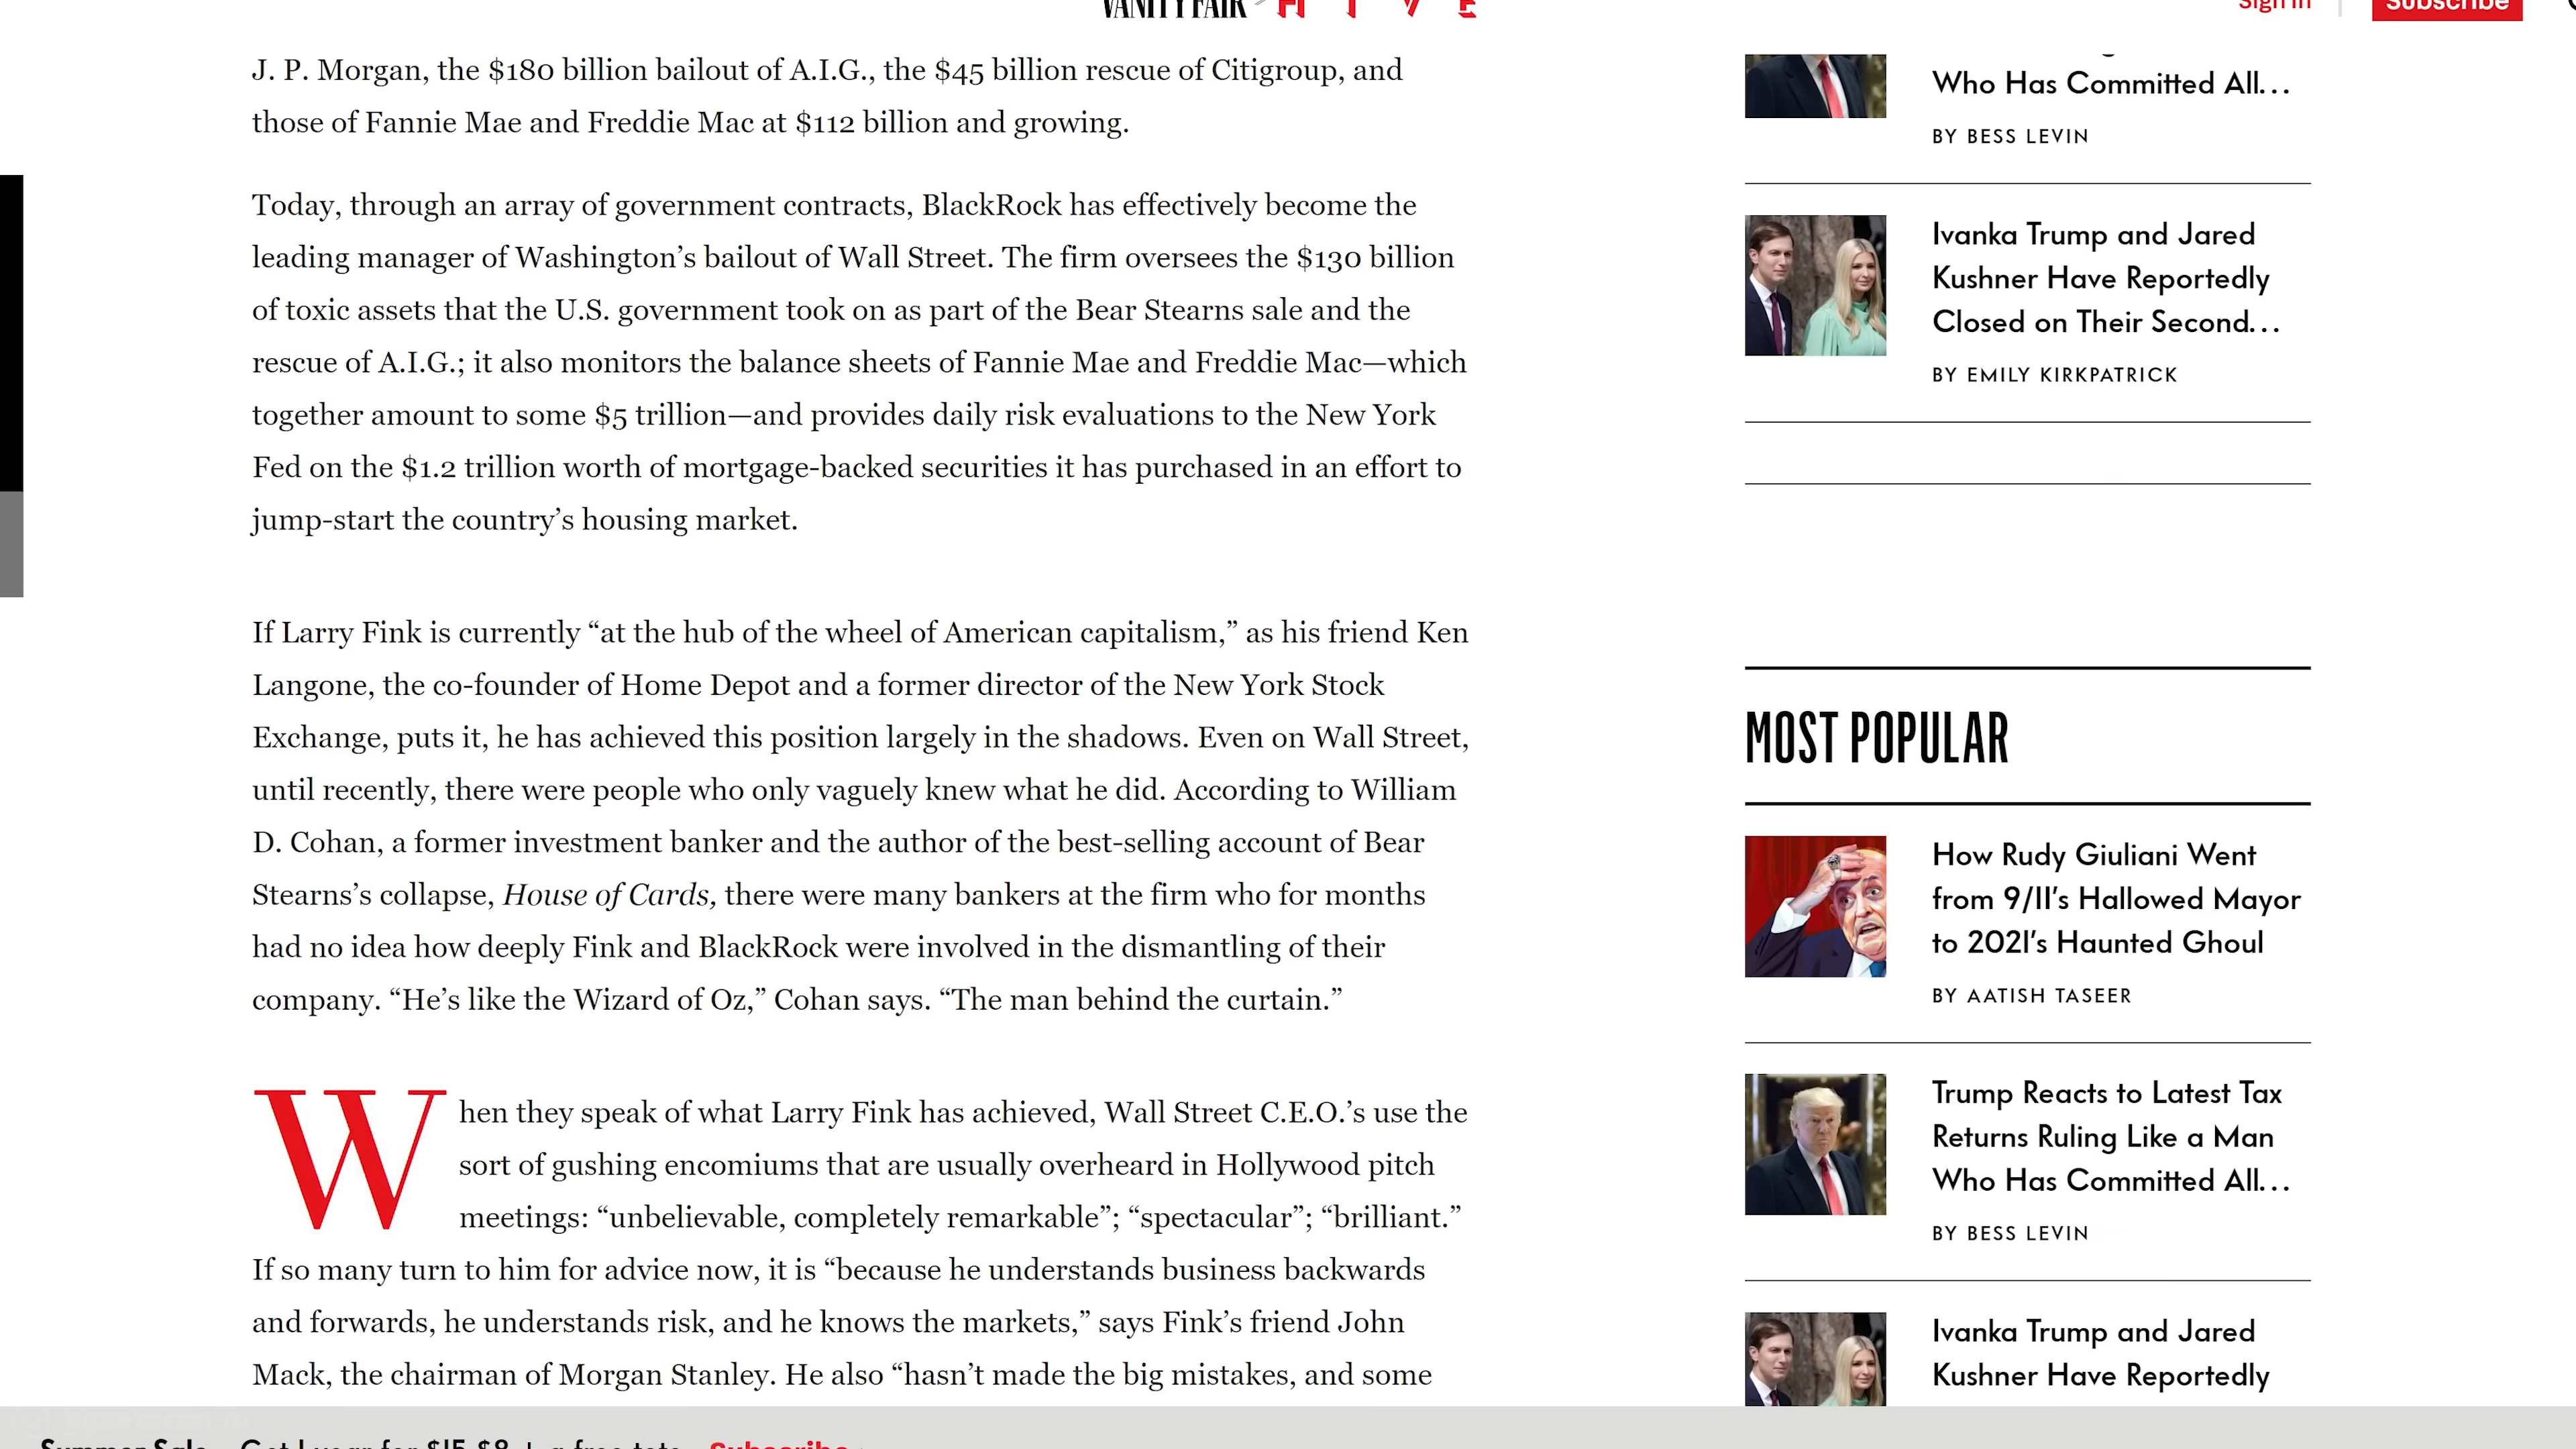 VANITY FAIR HIVE
Sign In
Subscribe
J. P. Morgan, the $180 billion bailout of A.I.G., the $45 billion rescue of Citigroup, and
those of Fannie Mae and Freddie Mac at $112 billion and growing.
Today, through an array of government contracts, BlackRock has effectively become the
leading manager of Washington’s bailout of Wall Street. The firm oversees the $130 billion
of toxic assets that the U.S. government took on as part of the Bear Stearns sale and the
rescue of A.I.G.; it also monitors the balance sheets of Fannie Mae and Freddie Mac—which
together amount to some $5 trillion—and provides daily risk evaluations to the New York
Fed on the $1.2 trillion worth of mortgage-backed securities it has purchased in an effort to
jump-start the country’s housing market.
If Larry Fink is currently “at the hub of the wheel of American capitalism,” as his friend Ken
Langone, the co-founder of Home Depot and a former director of the New York Stock
Exchange, puts it, he has achieved this position largely in the shadows. Even on Wall Street,
until recently, there were people who only vaguely knew what he did. According to William
D. Cohan, a former investment banker and the author of the best-selling account of Bear
Stearns’s collapse, House of Cards, there were many bankers at the firm who for months
had no idea how deeply Fink and BlackRock were involved in the dismantling of their
company. “He’s like the Wizard of Oz,” Cohan says. “The man behind the curtain.”
When they speak of what Larry Fink has achieved, Wall Street C.E.O.’s use the
sort of gushing encomiums that are usually overheard in Hollywood pitch
meetings: “unbelievable, completely remarkable”; “spectacular”; “brilliant.”
If so many turn to him for advice now, it is “because he understands business backwards
and forwards, he understands risk, and he knows the markets,” says Fink’s friend John
Mack, the chairman of Morgan Stanley. He also “hasn’t made the big mistakes, and some
Who Has Committed All…
BY BESS LEVIN
Ivanka Trump and Jared
Kushner Have Reportedly
Closed on Their Second…
BY EMILY KIRKPATRICK
MOST POPULAR
How Rudy Giuliani Went
from 9/11’s Hallowed Mayor
to 2021’s Haunted Ghoul
BY AATISH TASEER
Trump Reacts to Latest Tax
Returns Ruling Like a Man
Who Has Committed All…
BY BESS LEVIN
Ivanka Trump and Jared
Kushner Have Reportedly
Summer Sale Get 1 year for $15 $8 + a free tote. Subscribe